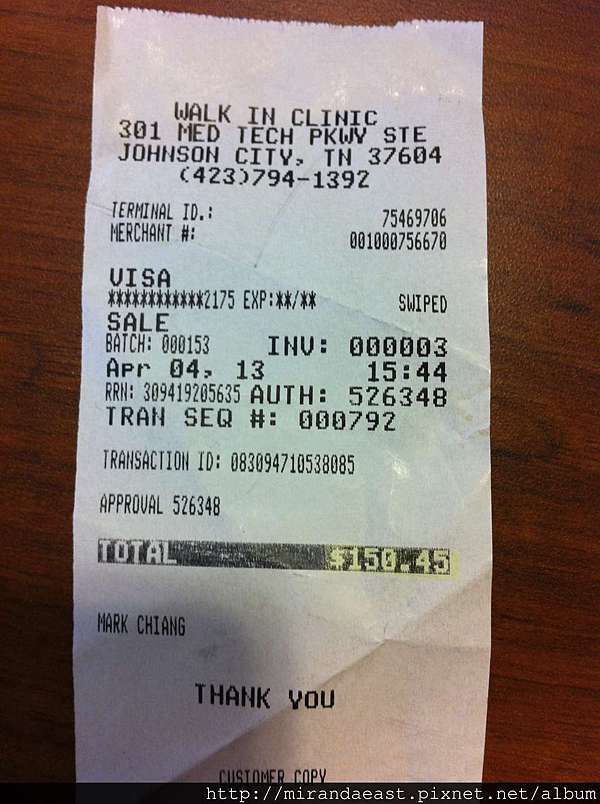 WALK IN CLINIC
301 MED TECH PKWY STE
JOHNSON CITY, TN 37604
(423)794-1392
TERMINAL ID.: 75469706
MERCHANT #: 001000756670
VISA
************2175 EXP:**/** SWIPED
SALE
BATCH: 000153 INV: 000003
Apr 04, 13 15:44
RRN: 309419205635 AUTH: 526348
TRAN SEQ #: 000792
TRANSACTION ID: 083094710538085
APPROVAL 526348
TOTAL $150.45
MARK CHIANG
THANK YOU
CUSTOMER COPY
http://mirandaeast.pixnet.net/album